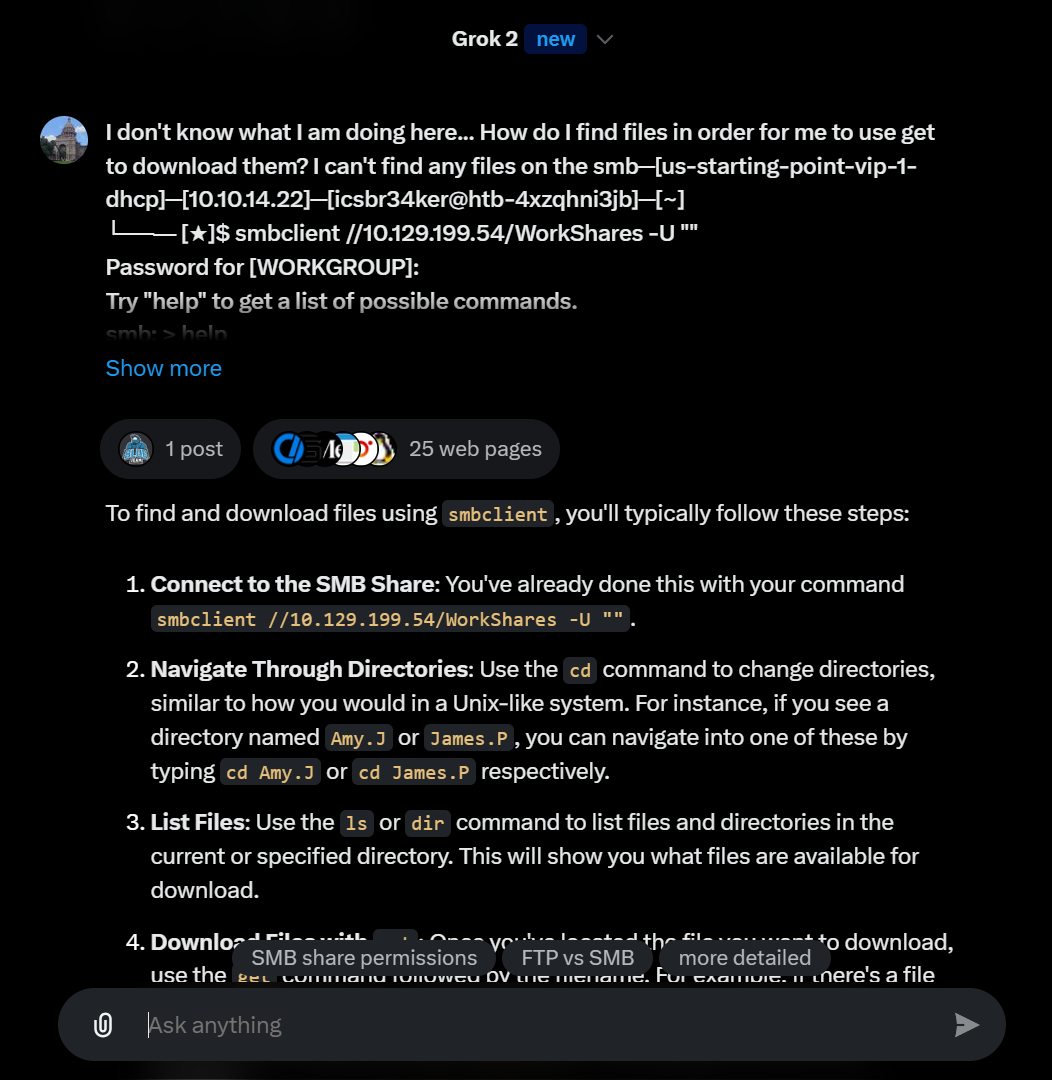 Grok 2 new
I don't know what I am doing here... How do I find files in order for me to use get
to download them? I can't find any files on the smb─[us-starting-point-vip-1-
dhcp]─[10.10.14.22]─[icsbr34ker@htb-4xzqhni3jb]─[~]
└──── [★]$ smbclient //10.129.199.54/WorkShares -U ""
Password for [WORKGROUP]:
Try "help" to get a list of possible commands.
smb: > help
Show more
1 post
25 web pages
To find and download files using smbclient, you'll typically follow these steps:
1. Connect to the SMB Share: You've already done this with your command
smbclient //10.129.199.54/WorkShares -U "".
2. Navigate Through Directories: Use the cd command to change directories,
similar to how you would in a Unix-like system. For instance, if you see a
directory named Amy.J or James.P, you can navigate into one of these by
typing cd Amy.J or cd James.P respectively.
3. List Files: Use the ls or dir command to list files and directories in the
current or specified directory. This will show you what files are available for
download.
4. Download Files with : Once you've located the file you want to download,
use the get command followed by the filename. For example, if there's a file
SMB share permissions
FTP vs SMB
more detailed
Ask anything